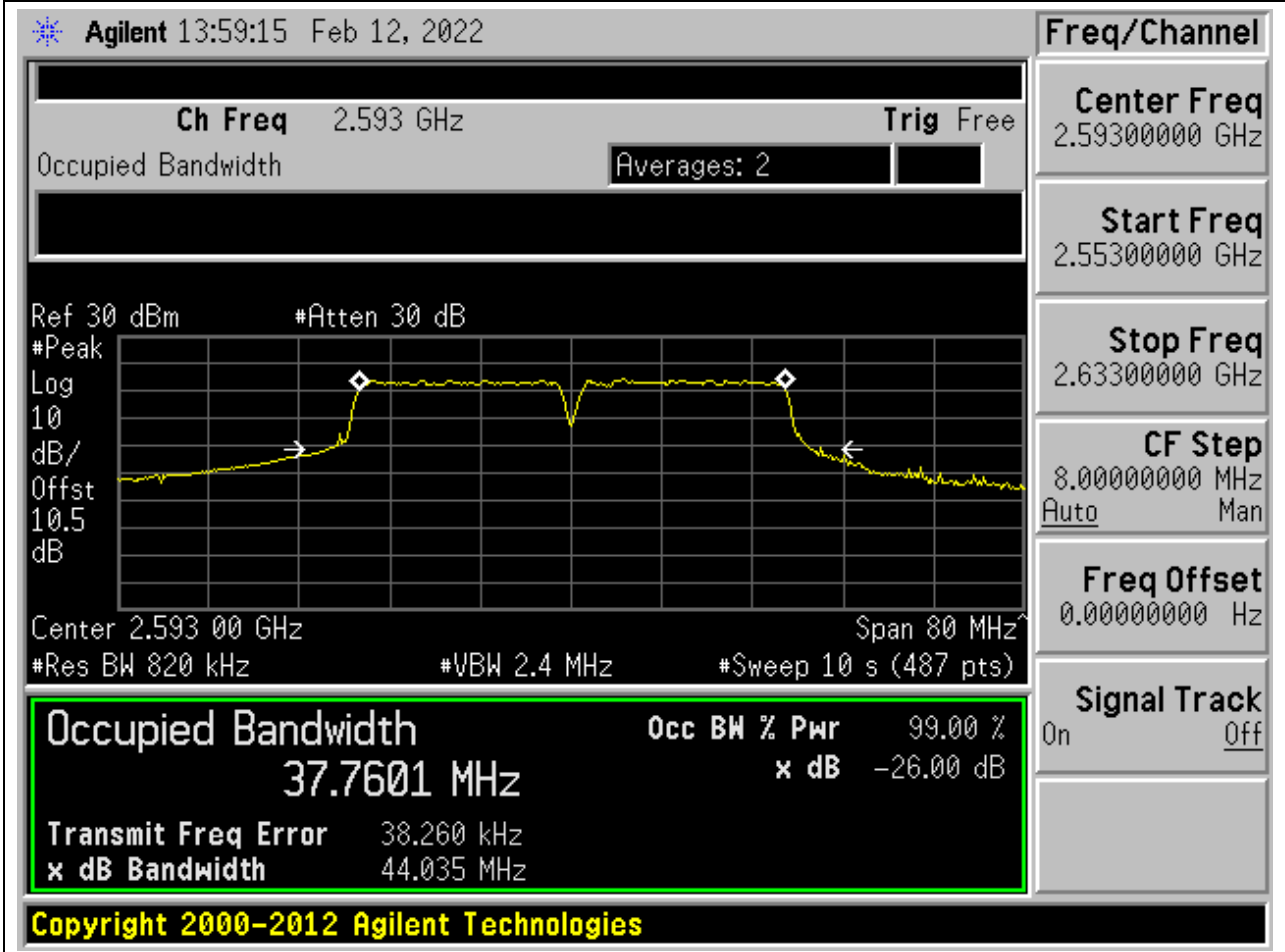 Agilent 13:59:15 Feb 12, 2022
Ch Freq 2.593 GHz Trig Free
Occupied Bandwidth Averages: 2
Ref 30 dBm #Atten 30 dB
#Peak
Log
10
dB/
Offst
10.5
dB
Center 2.593 00 GHz Span 80 MHz^
#Res BW 820 kHz #VBW 2.4 MHz #Sweep 10 s (487 pts)
Occupied Bandwidth Occ BW % Pwr 99.00 %
37.7601 MHz x dB -26.00 dB
Transmit Freq Error 38.260 kHz
x dB Bandwidth 44.035 MHz
Copyright 2000-2012 Agilent Technologies
Freq/Channel
Center Freq
2.59300000 GHz
Start Freq
2.55300000 GHz
Stop Freq
2.63300000 GHz
CF Step
8.00000000 MHz
Auto Man
Freq Offset
0.00000000 Hz
Signal Track
On Off